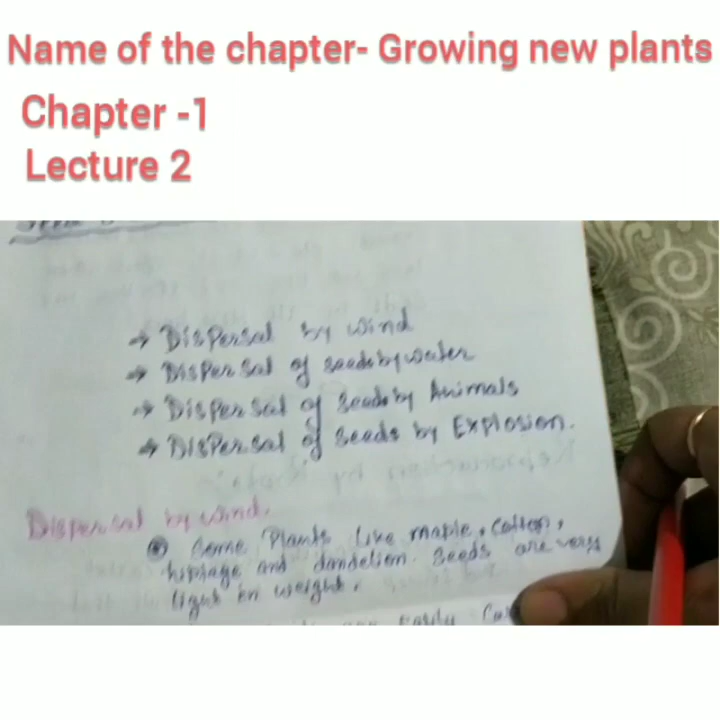 Name of the chapter- Growing new plants
Chapter -1
Lecture 2
→ Dispersal by wind
→ Dispersal of seeds by water
→ Dispersal of seeds by Animals
→ Dispersal of seeds by Explosion.
Dispersal by wind.
Some Plants like maple, cotton,
hiptage and dandelion. Seeds are very
light in weight.
easily